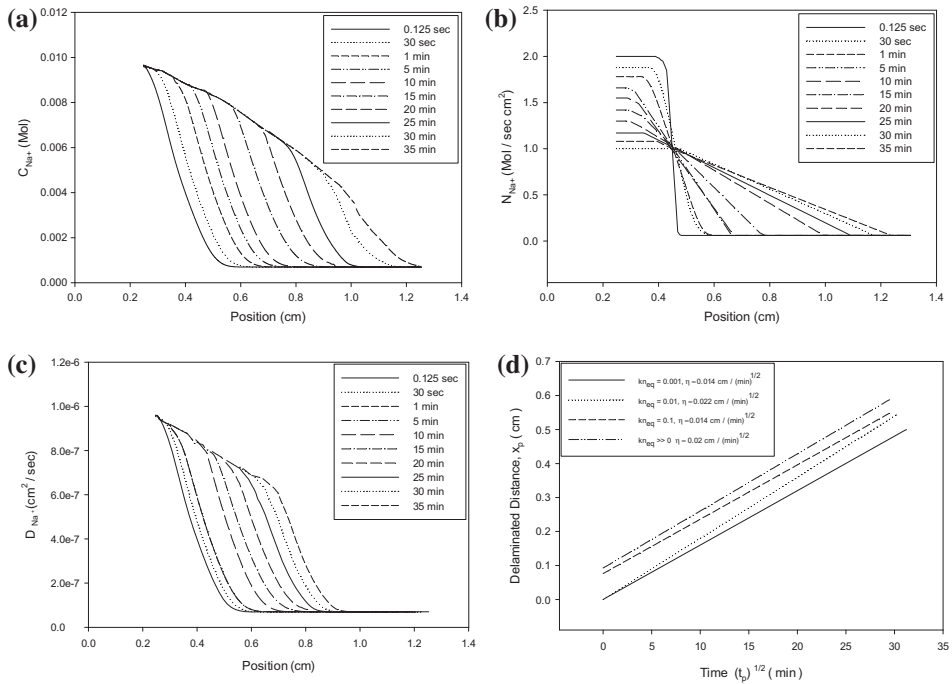 (a)
0.012
0.010
0.008
0.006
0.004
0.002
0.000
C Na+ (Mol)
0.0 0.2 0.4 0.6 0.8 1.0 1.2 1.4
Position (cm)
0.125 sec
30 sec
1 min
5 min
10 min
15 min
20 min
25 min
30 min
35 min
(b)
2.5
2.0
1.5
1.0
0.5
0.0
N Na+ (Mol / sec cm²)
0.0 0.2 0.4 0.6 0.8 1.0 1.2 1.4
Position (cm)
0.125 sec
30 sec
1 min
5 min
10 min
15 min
20 min
25 min
30 min
35 min
(c)
1.2e-6
1.0e-6
8.0e-7
6.0e-7
4.0e-7
2.0e-7
0.0
D Na+ (cm² / sec)
0.0 0.2 0.4 0.6 0.8 1.0 1.2 1.4
Position (cm)
0.125 sec
30 sec
1 min
5 min
10 min
15 min
20 min
25 min
30 min
35 min
(d)
0.7
0.6
0.5
0.4
0.3
0.2
0.1
0.0
Delaminated Distance, xp ( cm )
0 5 10 15 20 25 30 35
Time (tp) 1/2 ( min )
kneq = 0.001, η –0.014 cm / (min) 1/2
kneq = 0.01, η –0.022 cm / (min) 1/2
kneq = 0.1, η –0.014 cm / (min) 1/2
kneq >> 0 η – 0.02 cm / (min) 1/2